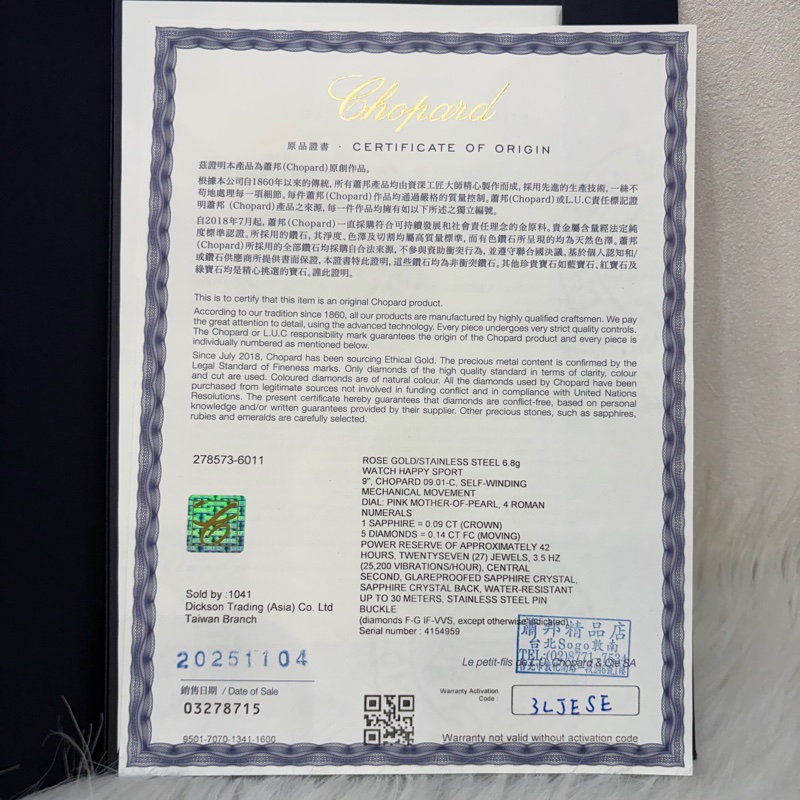 Chopard
原品證書 · CERTIFICATE OF ORIGIN
茲證明本產品為蕭邦(Chopard)原創作品。
根據本公司自1860年以來的傳統, 所有蕭邦產品均由資深工匠大師精心製作而成, 採用先進的生產技術, 一絲不
苟地處理每一項細節。每件蕭邦(Chopard)作品均通過嚴格的質量控制。蕭邦(Chopard)或L.U.C責任標記證
明蕭邦 (Chopard)產品之來源, 每一件作品均擁有如以下所述之獨立編號。
自2018年7月起, 蕭邦(Chopard)一直採購符合可持續發展和社會責任理念的金原料。貴金屬含量經法定純
度標準認證。所採用的鑽石, 其淨度、色澤及切割均屬高質量標準, 而有色鑽石所呈現的均為天然色澤。蕭邦
(Chopard)所採用的全部鑽石均採購自合法來源, 不參與資助衝突行為, 並遵守聯合國決議。基於個人認知和/
或鑽石供應商所提供書面保證, 本證書特此證明, 這些鑽石均為非衝突鑽石。其他珍貴寶石如藍寶石, 紅寶石及
綠寶石均是精心挑選的寶石。謹此證明。
This is to certify that this item is an original Chopard product.
According to our tradition since 1860, all our products are manufactured by highly qualified craftsmen. We pay
the great attention to detail, using the advanced technology. Every piece undergoes very strict quality controls.
The Chopard or L.U.C responsibility mark guarantees the origin of the Chopard product and every piece is
individually numbered as mentioned below.
Since July 2018, Chopard has been sourcing Ethical Gold. The precious metal content is confirmed by the
Legal Standard of Fineness marks. Only diamonds of the high quality standard in terms of clarity, colour
and cut are used. Coloured diamonds are of natural colour. All the diamonds used by Chopard have been
purchased from legitimate sources not involved in funding conflict and in compliance with United Nations
Resolutions. The present certificate hereby guarantees that diamonds are conflict-free, based on personal
knowledge and/or written guarantees provided by their supplier. Other precious stones, such as sapphires,
rubies and emeralds are carefully selected.
278573-6011
ROSE GOLD/STAINLESS STEEL 6.8g
WATCH HAPPY SPORT
9", CHOPARD 09.01-C, SELF-WINDING
MECHANICAL MOVEMENT
DIAL: PINK MOTHER-OF-PEARL, 4 ROMAN
NUMERALS
1 SAPPHIRE = 0.09 CT (CROWN)
5 DIAMONDS = 0.14 CT FC (MOVING)
POWER RESERVE OF APPROXIMATELY 42
HOURS, TWENTYSEVEN (27) JEWELS, 3.5 HZ
(25,200 VIBRATIONS/HOUR), CENTRAL
SECOND, GLAREPROOFED SAPPHIRE CRYSTAL,
SAPPHIRE CRYSTAL BACK, WATER-RESISTANT
UP TO 30 METERS, STAINLESS STEEL PIN
BUCKLE
(diamonds F-G IF-VVS, except otherwise indicated)
Serial number : 4154959
Sold by :1041
Dickson Trading (Asia) Co. Ltd
Taiwan Branch
蕭邦精品店
台北Sogo敦南
TEL:(02)8771-7534
Le petit-fils de L.U. Chopard & Cie SA
20251104
銷售日期 / Date of Sale
03278715
Warranty Activation
Code :
3LJESE
9501-7070-1341-1600
Warranty not valid without activation code